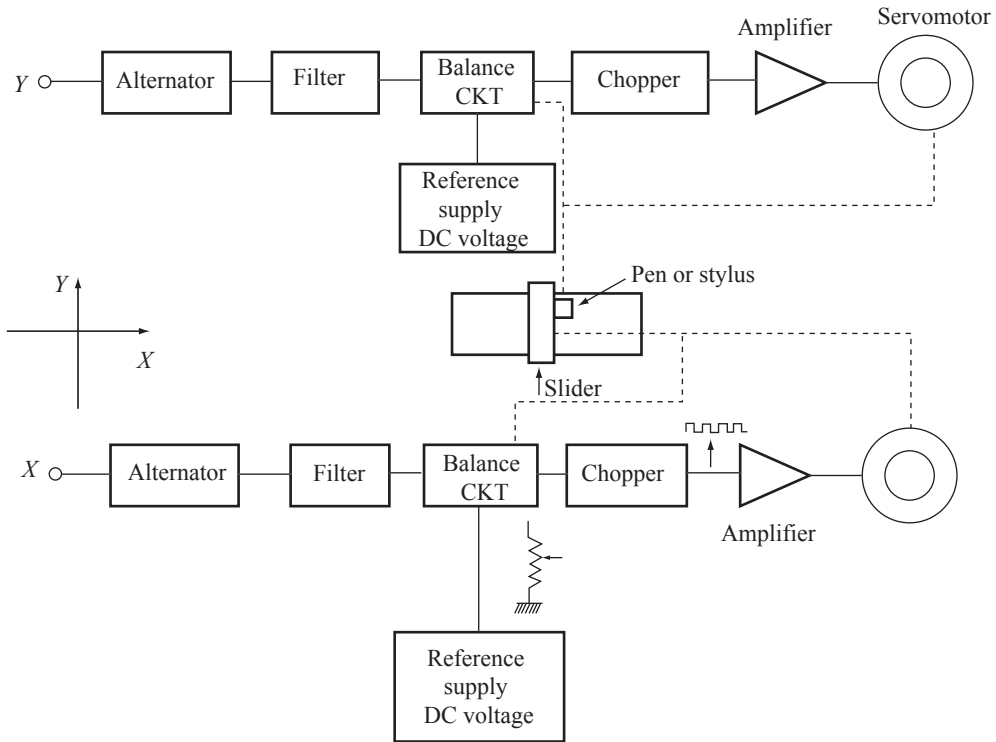 Amplifier
Servomotor
Y
Alternator
Filter
Balance
CKT
Chopper
Reference
supply
DC voltage
Y
X
Pen or stylus
Slider
X
Alternator
Filter
Balance
CKT
Chopper
Amplifier
Reference
supply
DC voltage